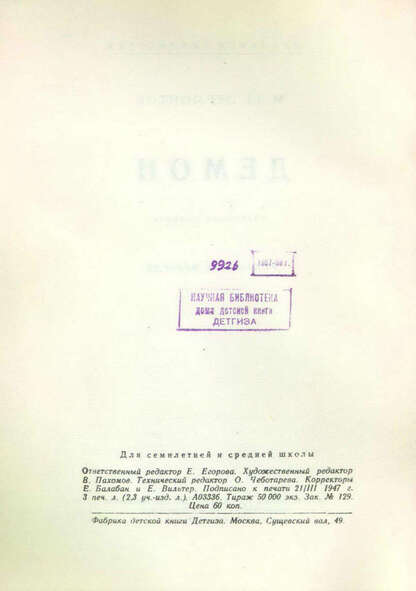 ДЕМОН
9926
НАУЧНАЯ БИБЛИОТЕКА
дома детской книги
ДЕТГИЗА
Для семилетней и средней школы
Ответственный редактор Е. Егорова. Художественный редактор
В. Пахомов. Технический редактор О. Чеботарева. Корректоры
Е. Балабан и Е. Вильтер. Подписано к печати 21/III 1947 г.
3 печ. л. (2,3 уч.-изд. л.). А03336. Тираж 50 000 экз. Зак. № 129.
Цена 60 коп.
Фабрика детской книги Детгиза. Москва, Сущевский вал, 49.